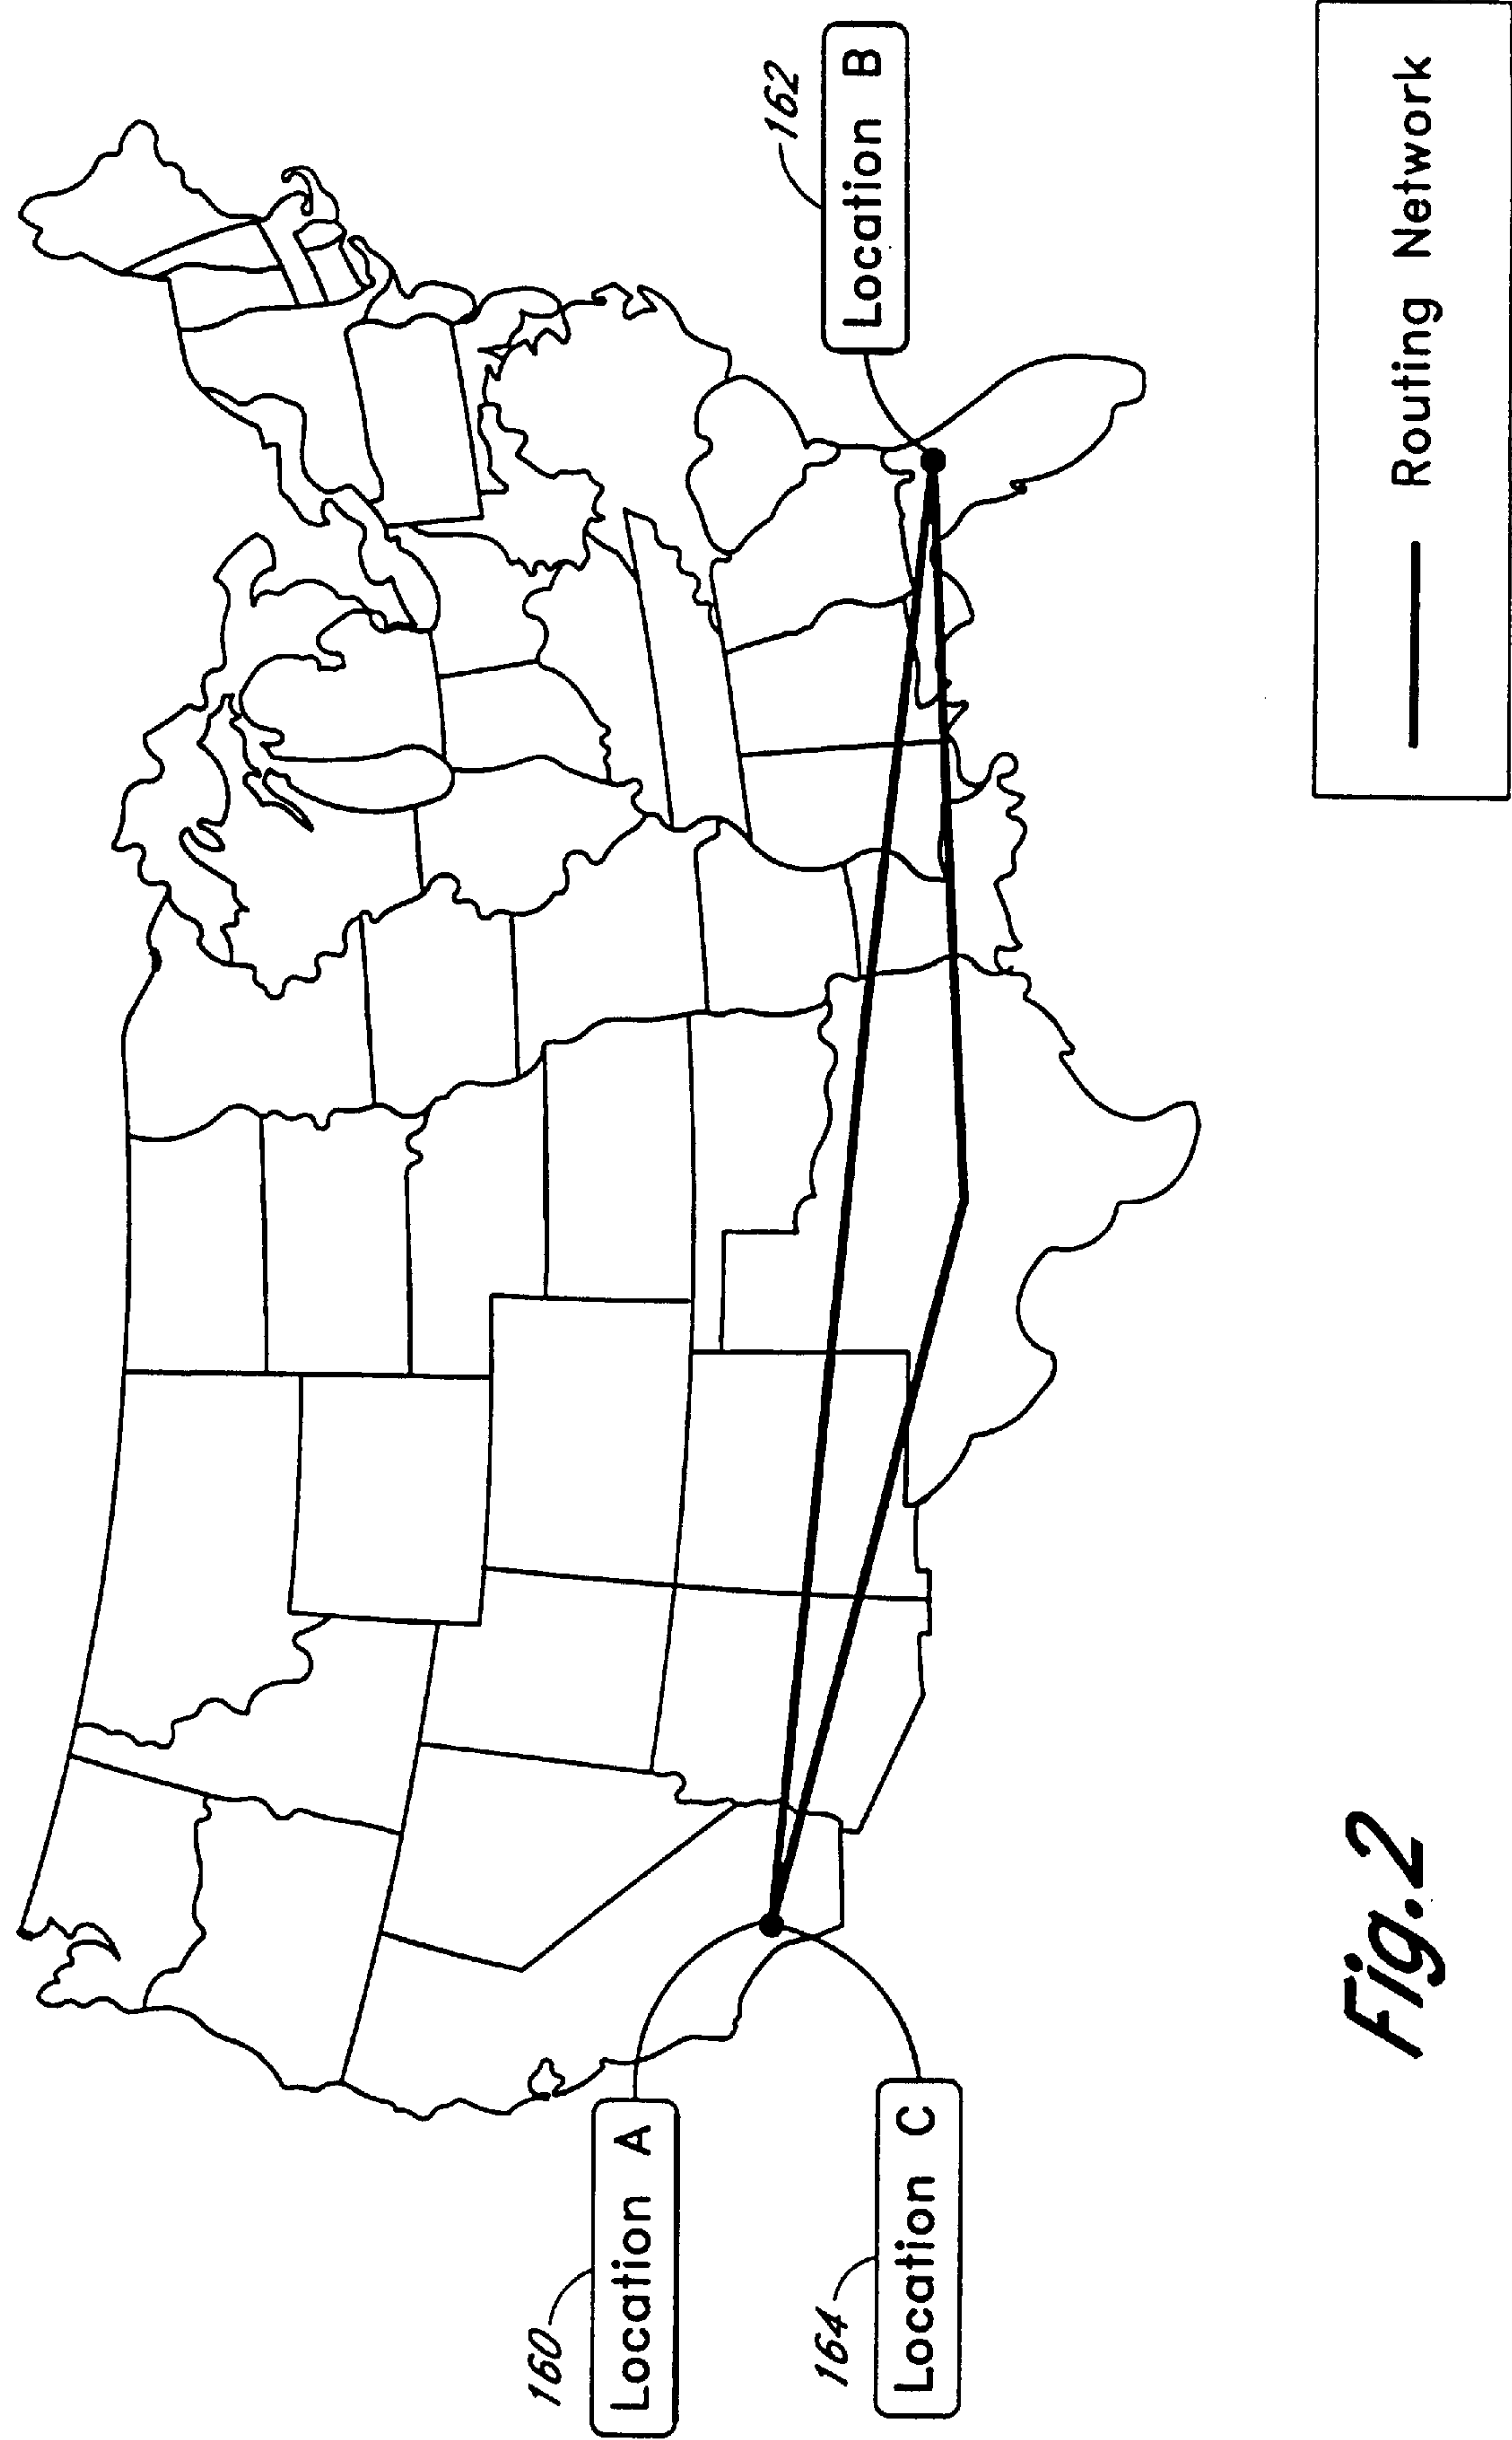 160
Location A
164
Location C
162
Location B
Routing Network
Fig.2